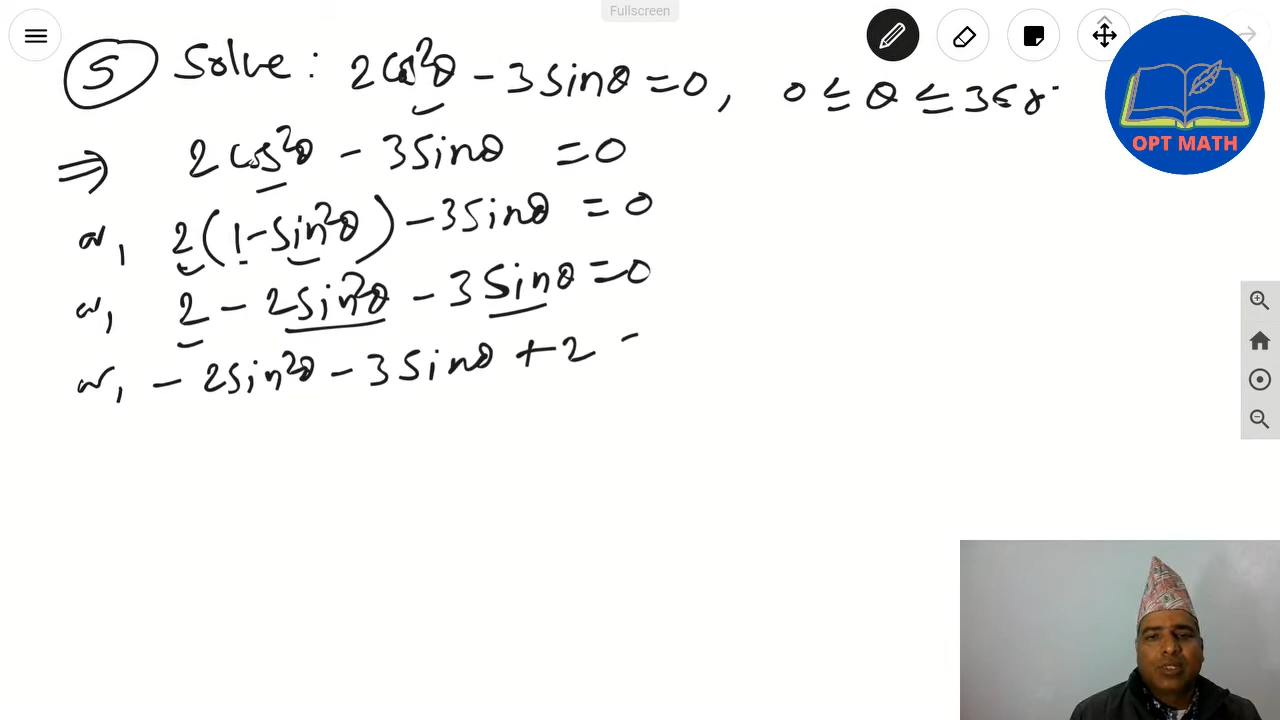 Fullscreen
5 Solve: 2cos²θ - 3sinθ = 0, 0 ≤ θ ≤ 360°
OPT MATH
⇒ 2cos²θ - 3sinθ = 0
or, 2(1-sin²θ) - 3sinθ = 0
or, 2 - 2sin²θ - 3sinθ = 0
or, - 2sin²θ - 3sinθ + 2 -